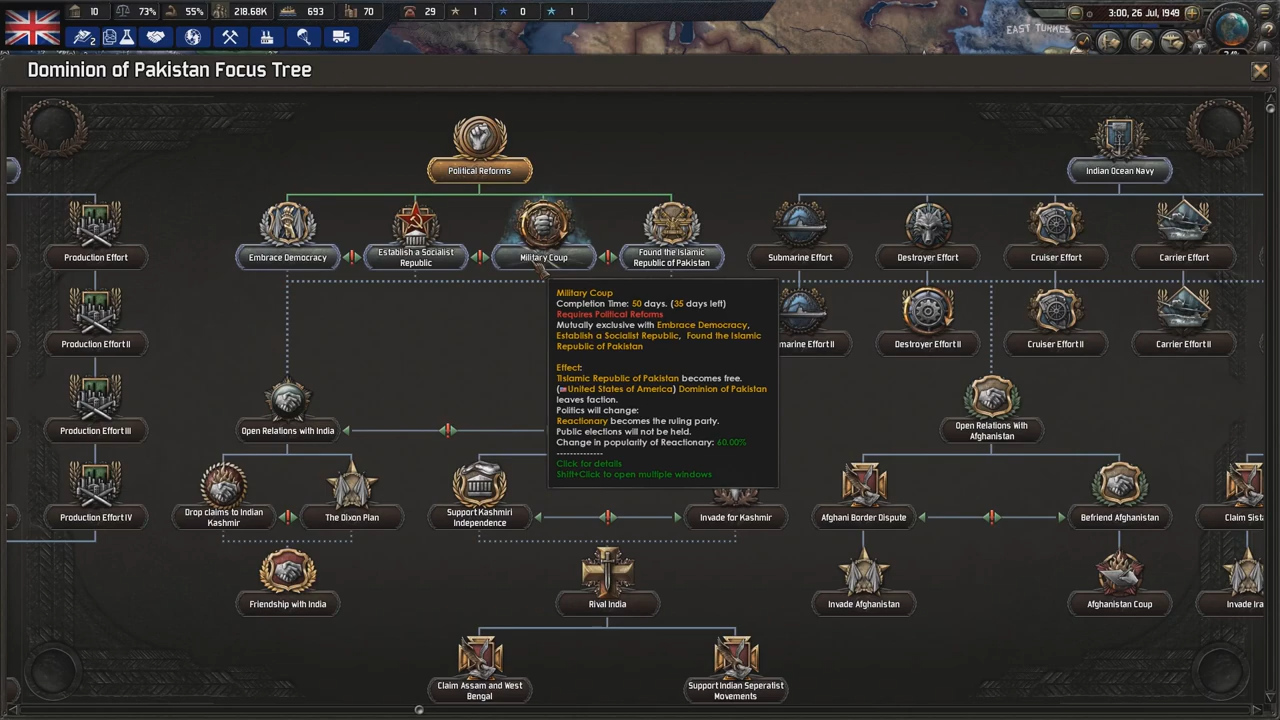 10 73% 55% 218.68K 693 70 29 1 0 1 3:00, 26 Jul, 1949
EAST TURKES
Dominion of Pakistan Focus Tree
Political Reforms
Indian Ocean Navy
Production Effort
Embrace Democracy
Establish a Socialist
Republic
Military Coup
Found the Islamic
Republic of Pakistan
Submarine Effort
Destroyer Effort
Cruiser Effort
Carrier Effort
Military Coup
Completion Time: 50 days. (35 days left)
Requires Political Reforms
Mutually exclusive with Embrace Democracy,
Establish a Socialist Republic, Found the Islamic
Republic of Pakistan
Effect:
TIslamic Republic of Pakistan becomes free.
(United States of America) Dominion of Pakistan
leaves faction.
Politics will change:
Reactionary becomes the ruling party.
Public elections will not be held.
Change in popularity of Reactionary: 60.00%
--------------
Click for details
Shift+Click to open multiple windows
Production Effort II
marine Effort II
Destroyer Effort II
Cruiser Effort II
Carrier Effort II
Production Effort III
Open Relations with India
Open Relations With
Afghanistan
Production Effort IV
Drop claims to Indian
Kashmir
The Dixon Plan
Support Kashmiri
Independence
Invade for Kashmir
Afghani Border Dispute
Befriend Afghanistan
Claim Sist
Friendship with India
Rival India
Invade Afghanistan
Afghanistan Coup
Invade Ira
Claim Assam and West
Bengal
Support Indian Seperatist
Movements